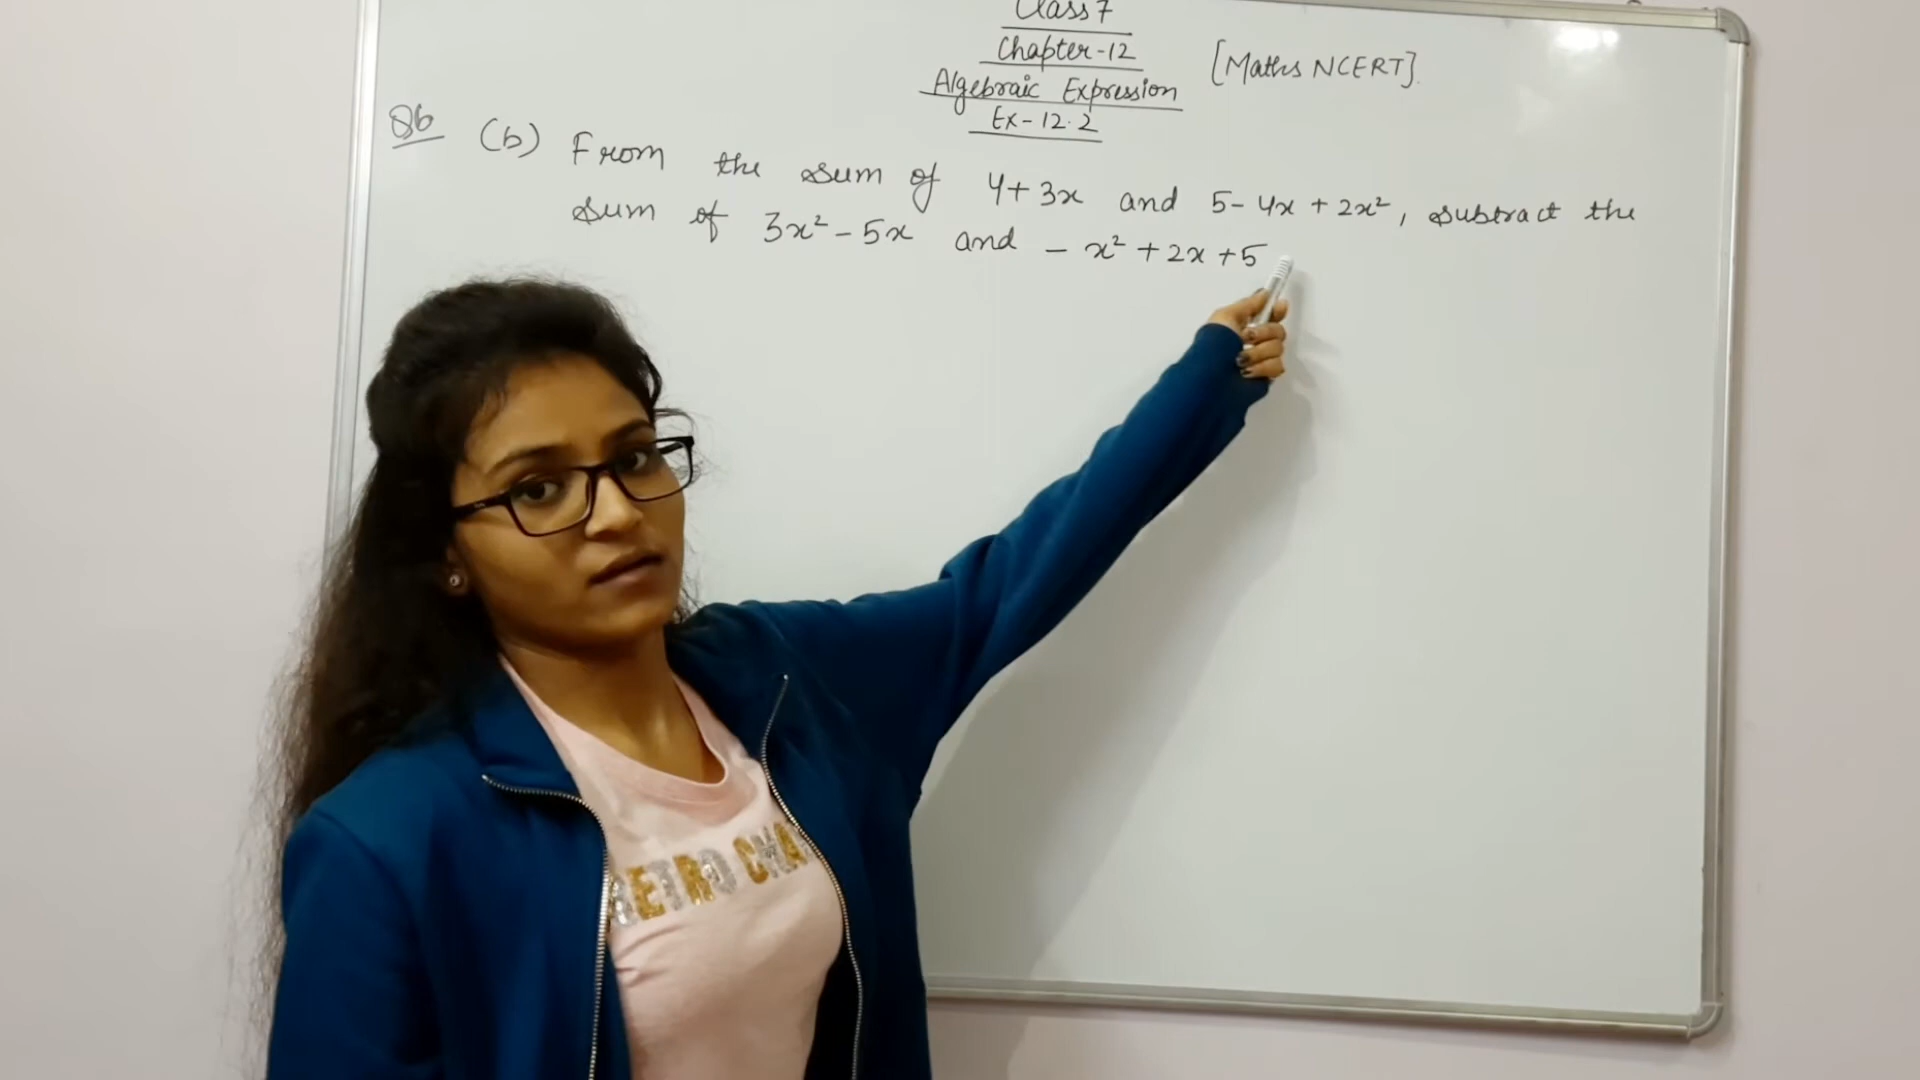 Class 7
Chapter-12
Algebraic Expression
Ex-12.2
[Maths NCERT].
Q6 (b) From the sum of 4+3x and 5-4x+2x², subtract the
sum of 3x²-5x and -x²+2x+5
RETRO CHA